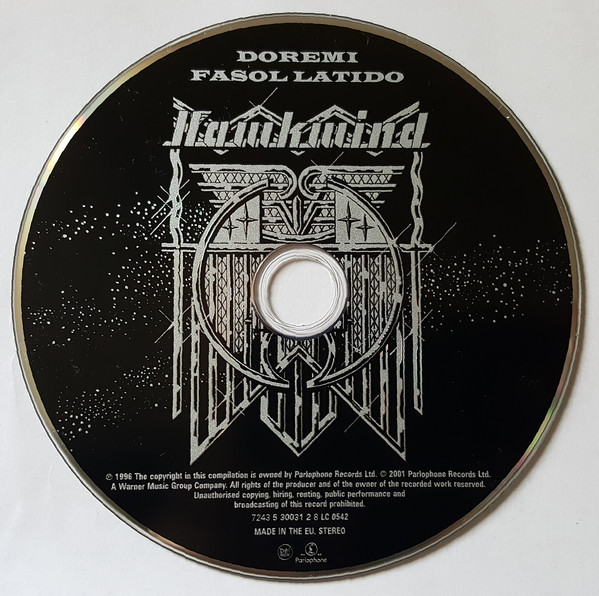 DOREMI
FASOL LATIDO
Hawkwind
℗ 1996 The copyright in this compilation is owned by Parlophone Records Ltd. © 2001 Parlophone Records Ltd.
A Warner Music Group Company. All rights of the producer and of the owner of the recorded work reserved.
Unauthorised copying, hiring, renting, public performance and
broadcasting of this record prohibited.
7243 5 30031 2 8 LC 0542
MADE IN THE EU. STEREO
Parlophone